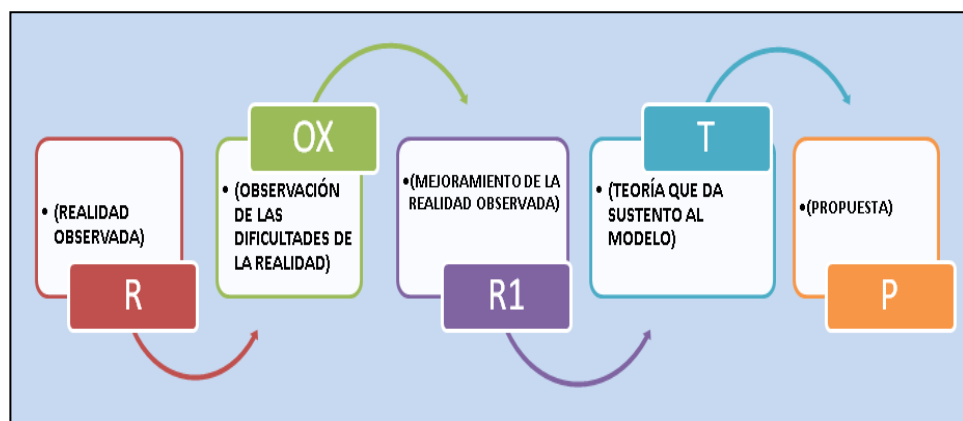 • (REALIDAD
OBSERVADA)
R
OX
• (OBSERVACIÓN
DE LAS
DIFICULTADES DE
LA REALIDAD)
•(MEJORAMIENTO DE LA
REALIDAD OBSERVADA)
R1
T
• (TEORÍA QUE DA
SUSTENTO AL
MODELO)
•(PROPUESTA)
P